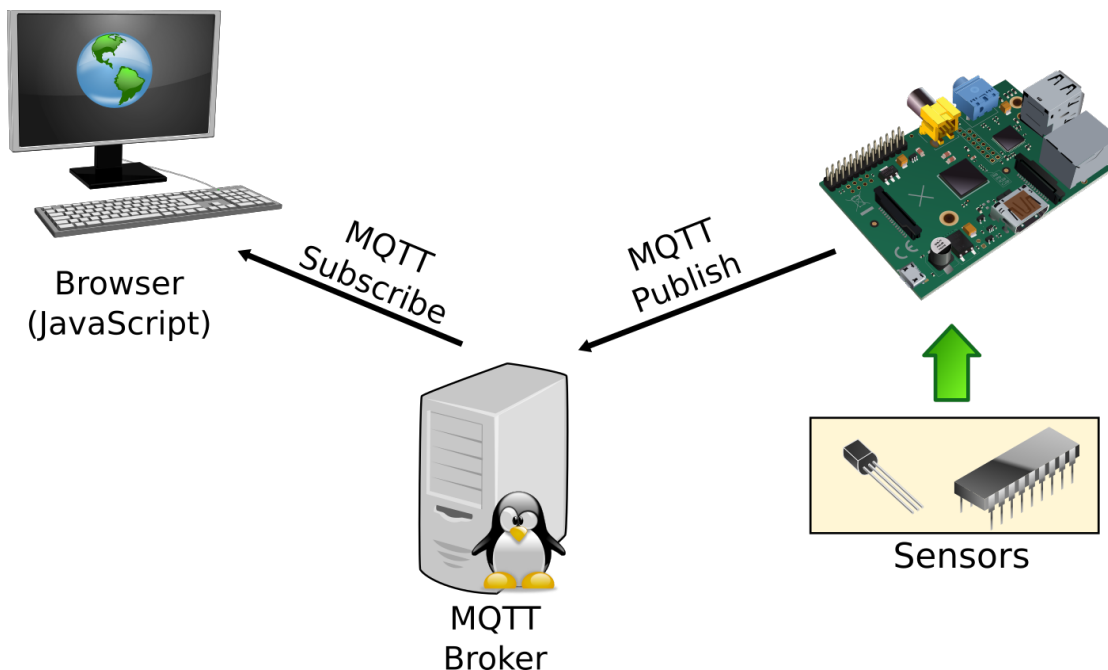 Browser
(JavaScript)
MQTT
Subscribe
MQTT
Publish
Sensors
MQTT
Broker